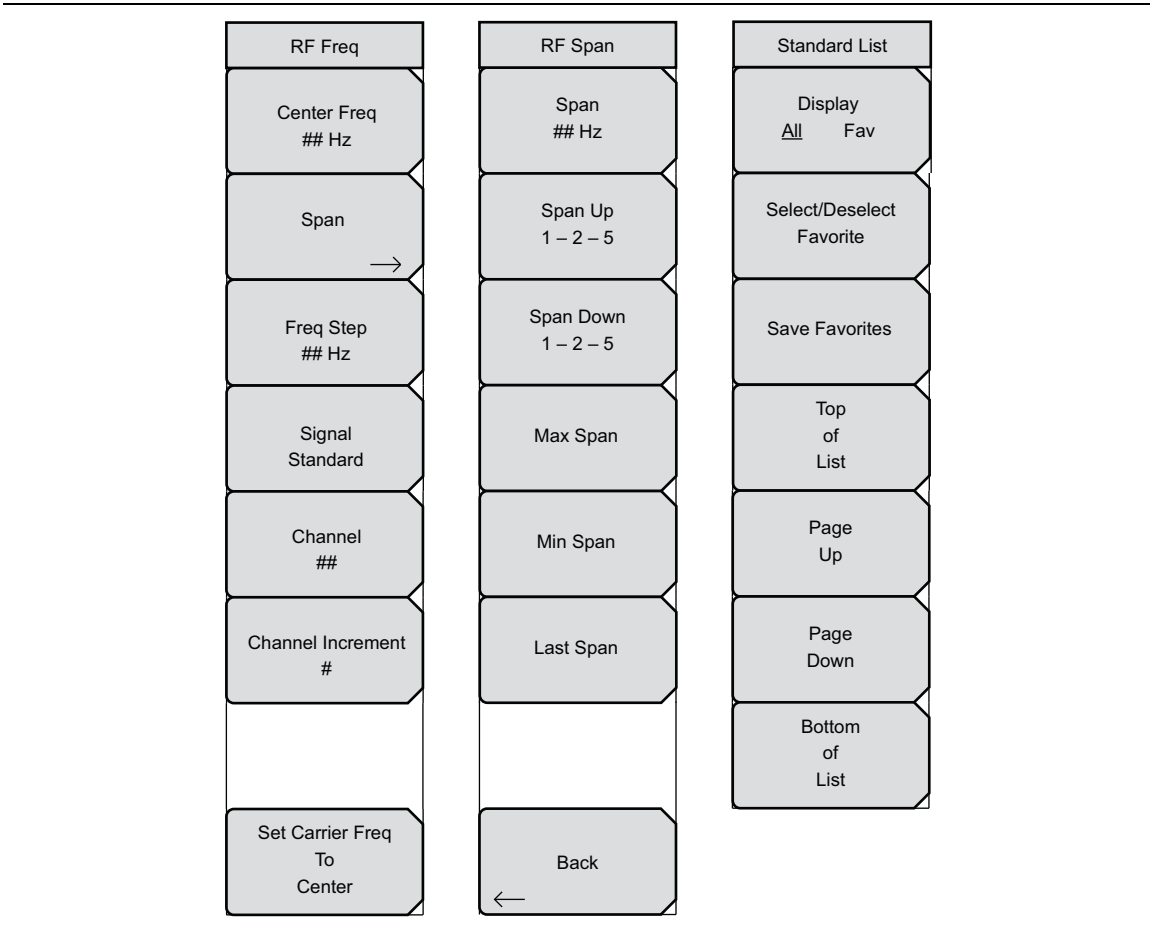 RF Freq
Center Freq
## Hz
Span
Freq Step
## Hz
Signal
Standard
Channel
##
Channel Increment
#
Set Carrier Freq
To
Center
RF Span
Span
## Hz
Span Up
1 – 2 – 5
Span Down
1 – 2 – 5
Max Span
Min Span
Last Span
Back
Standard List
Display
All Fav
Select/Deselect
Favorite
Save Favorites
Top
of
List
Page
Up
Page
Down
Bottom
of
List